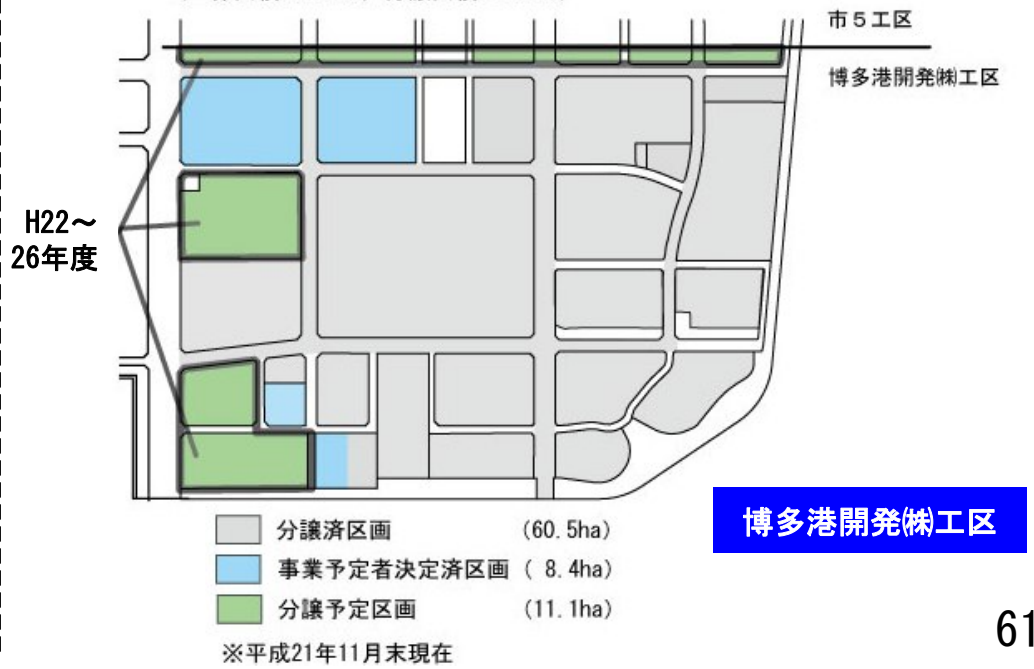 市5工区
博多港開発㈱工区
H22～
26年度
分譲済区画 (60.5ha)
事業予定者決定済区画 ( 8.4ha)
分譲予定区画 (11.1ha)
※平成21年11月末現在
博多港開発㈱工区
61